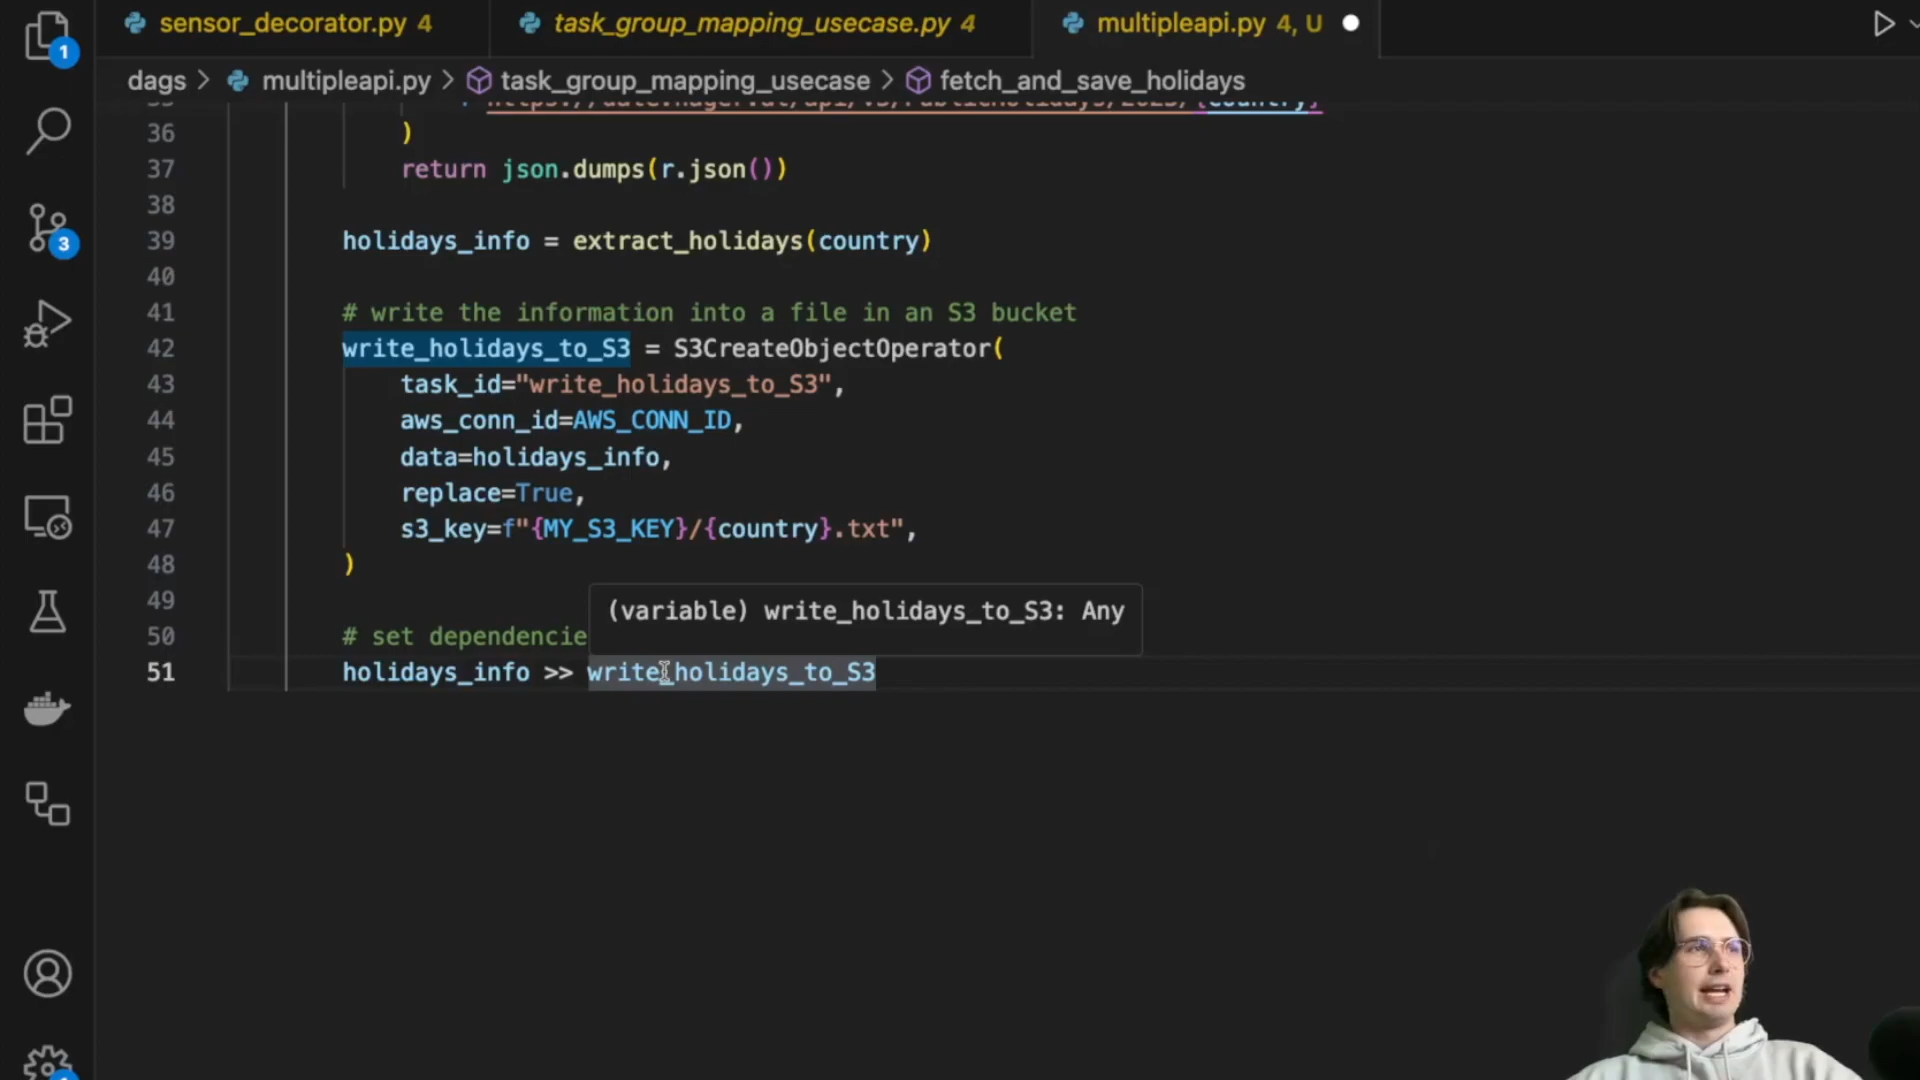 sensor_decorator.py 4
task_group_mapping_usecase.py 4
multipleapi.py 4, U
dags > multipleapi.py > task_group_mapping_usecase > fetch_and_save_holidays
36 )
37 return json.dumps(r.json())
38
39 holidays_info = extract_holidays(country)
40
41 # write the information into a file in an S3 bucket
42 write_holidays_to_S3 = S3CreateObjectOperator(
43 task_id="write_holidays_to_S3",
44 aws_conn_id=AWS_CONN_ID,
45 data=holidays_info,
46 replace=True,
47 s3_key=f"{MY_S3_KEY}/{country}.txt",
48 )
49
(variable) write_holidays_to_S3: Any
50 # set dependencie
51 holidays_info >> write_holidays_to_S3
1
3